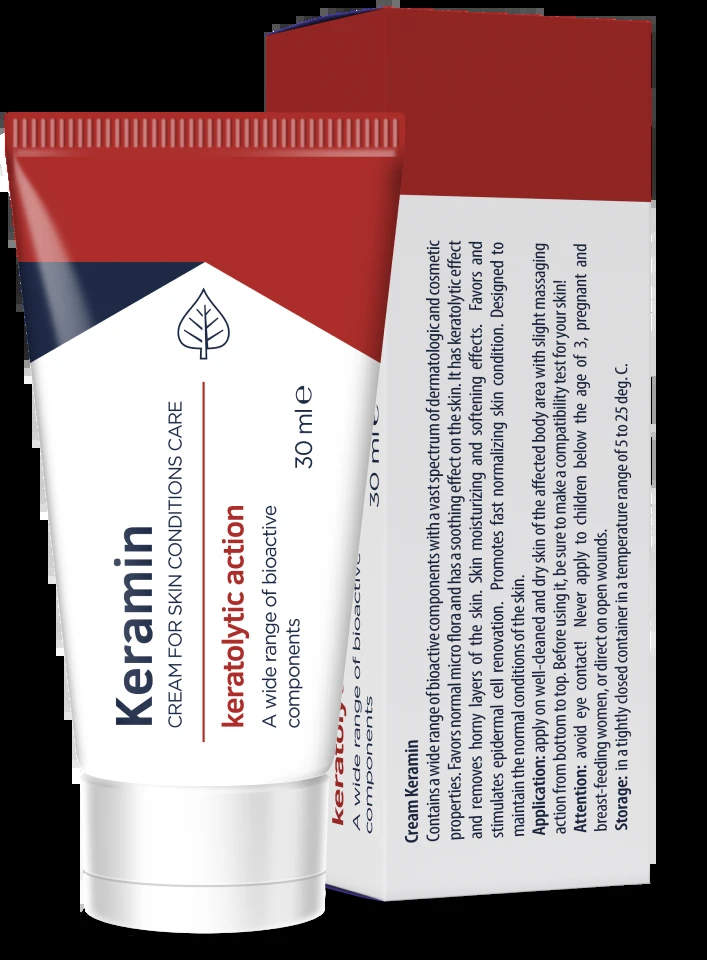 Keramin
CREAM FOR SKIN CONDITIONS CARE
keratolytic action
A wide range of bioactive
components
30 ml e
keratoly
A wide range of bioactive
components
30 ml
Cream Keramin
Contains a wide range of bioactive components with a vast spectrum of dermatologic and cosmetic
properties. Favors normal micro flora and has a soothing effect on the skin. It has keratolytic effect
and removes horny layers of the skin. Skin moisturizing and softening effects. Favors and
stimulates epidermal cell renovation. Promotes fast normalizing skin condition. Designed to
maintain the normal conditions of the skin.
Application: apply on well-cleaned and dry skin of the affected body area with slight massaging
action from bottom to top. Before using it, be sure to make a compatibility test for your skin!
Attention: avoid eye contact! Never apply to children below the age of 3, pregnant and
breast-feeding women, or direct on open wounds.
Storage: in a tightly closed container in a temperature range of 5 to 25 deg. C.